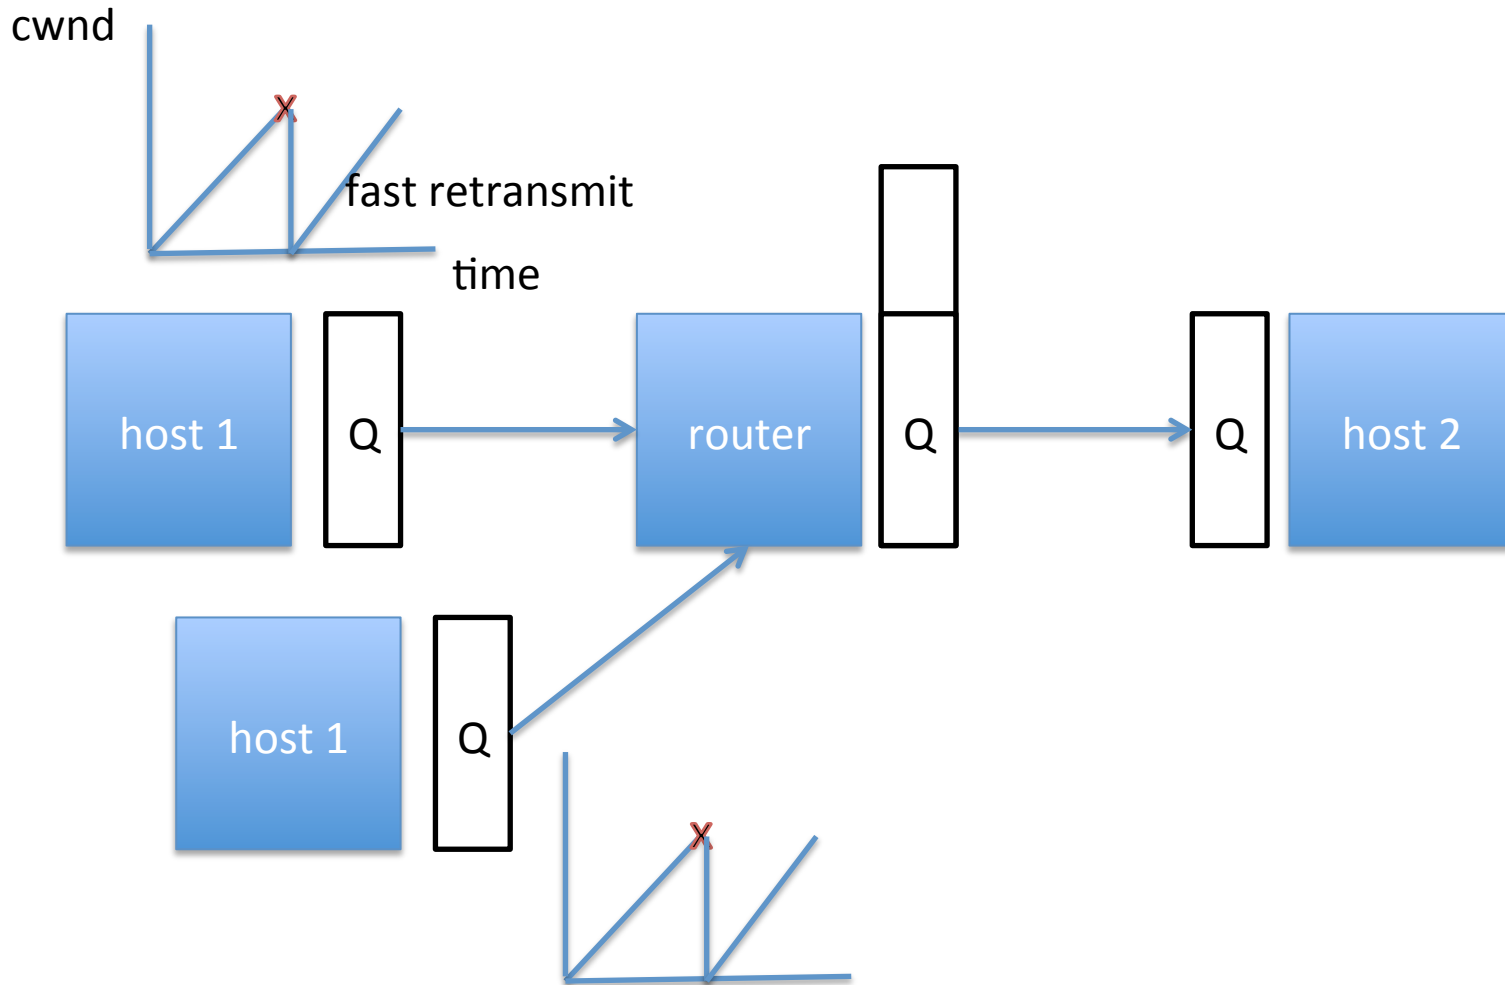 cwnd
X
fast retransmit
time
host 1
Q
router
Q
Q
host 2
host 1
Q
X